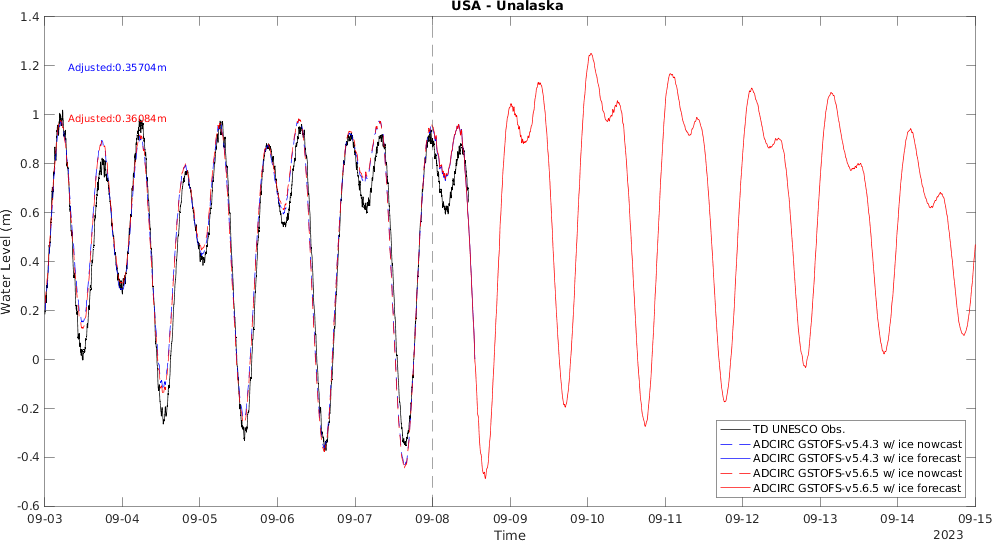 USA - Unalaska
1.4
1.2
1
0.8
0.6
0.4
0.2
0
-0.2
-0.4
-0.6
Water Level (m)
Adjusted:0.35704m
Adjusted:0.36084m
TD UNESCO Obs.
ADCIRC GSTOFS-v5.4.3 w/ ice nowcast
ADCIRC GSTOFS-v5.4.3 w/ ice forecast
ADCIRC GSTOFS-v5.6.5 w/ ice nowcast
ADCIRC GSTOFS-v5.6.5 w/ ice forecast
09-03 09-04 09-05 09-06 09-07 09-08 09-09 09-10 09-11 09-12 09-13 09-14 09-15
Time
2023